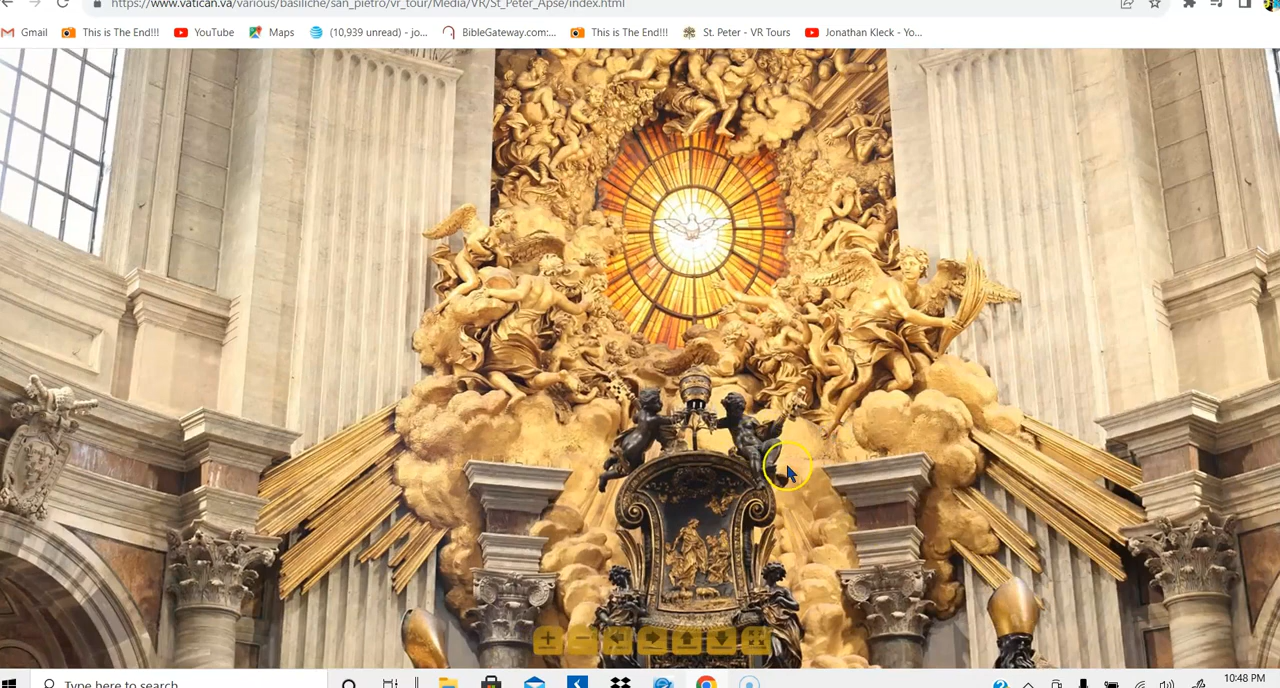 https://www.vatican.va/various/basiliche/san_pietro/vr_tour/Media/VR/St_Peter_Apse/index.html
Gmail This is The End!!! YouTube Maps (10,939 unread) - jo... BibleGateway.com:... This is The End!!! St. Peter - VR Tours Jonathan Kleck - Yo...
Type here to search
10:48 PM